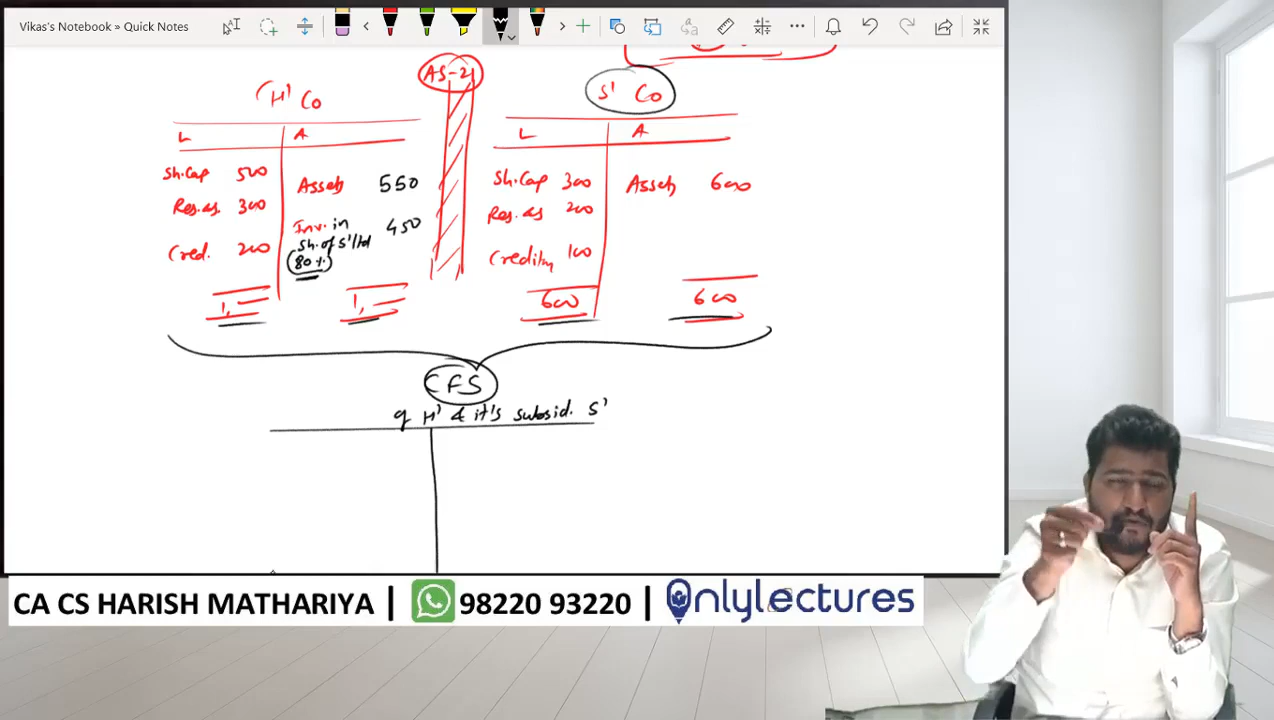 Vikas's Notebook » Quick Notes
AS-21
'H' Co
L A
Sh.Cap 500 Assets 550
Res. & s. 300 Inv. in 450
Sh. of S' Ltd
80%
Cred. 200
1, 1,
S' Co
L A
Sh.Cap 300 Assets 600
Res. & s 200
Creditors 100
600 600
CFS
of H' & it's subsid. S'
CA CS HARISH MATHARIYA | 98220 93220 | Onlylectures